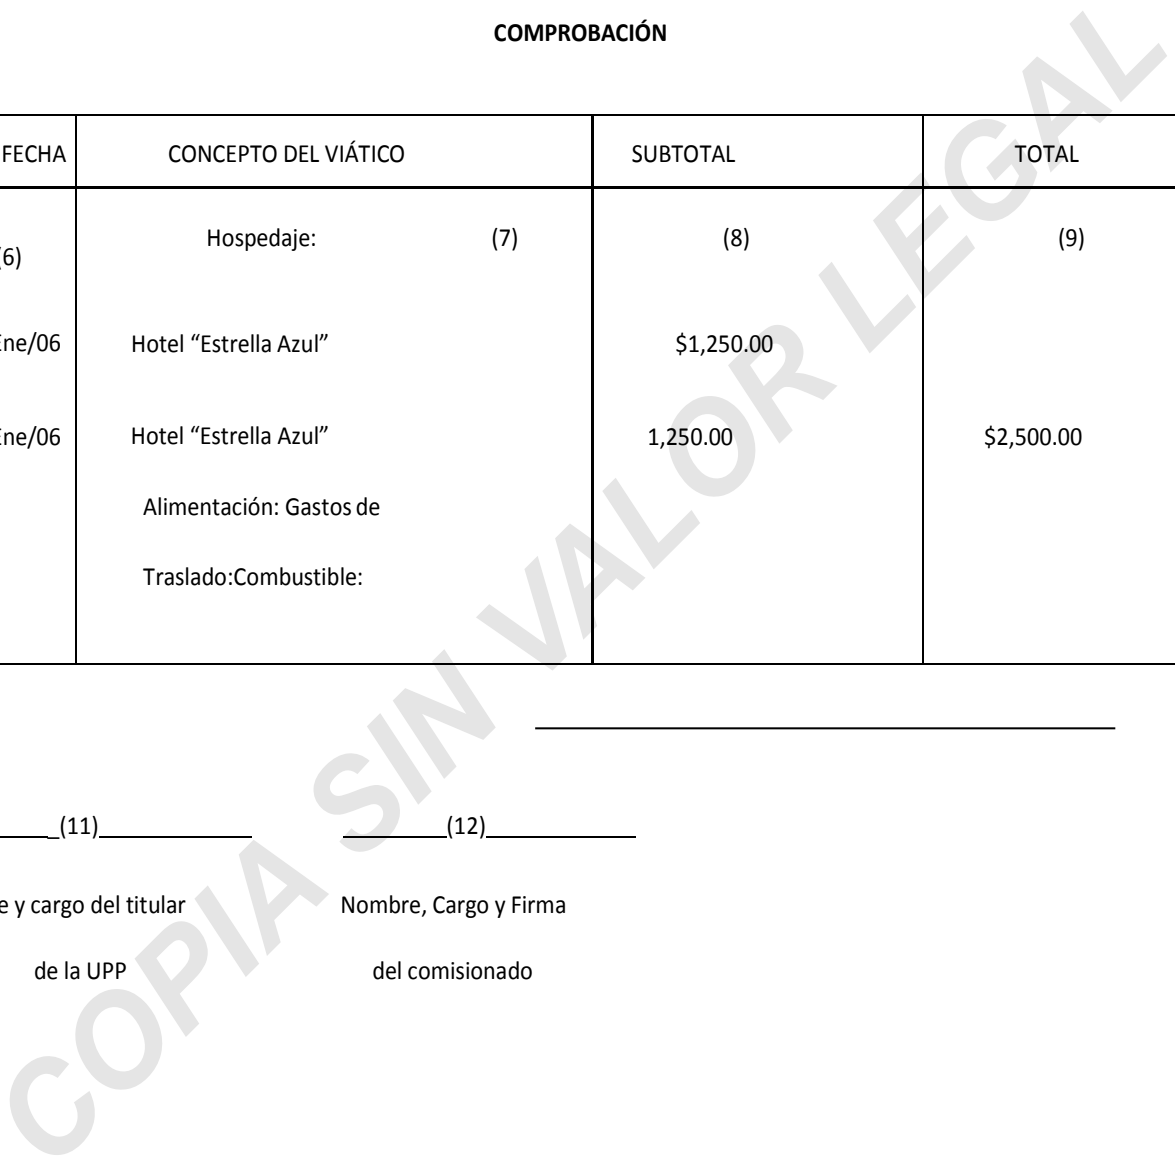 COMPROBACIÓN
FECHA CONCEPTO DEL VIÁTICO SUBTOTAL TOTAL
Hospedaje: (7) (8) (9)
(6)
Ene/06 Hotel “Estrella Azul” $1,250.00
Ene/06 Hotel “Estrella Azul” 1,250.00 $2,500.00
Alimentación: Gastos de
Traslado:Combustible:
_(11) (12)
e y cargo del titular Nombre, Cargo y Firma
de la UPP del comisionado
COPIA SIN VALOR LEGAL